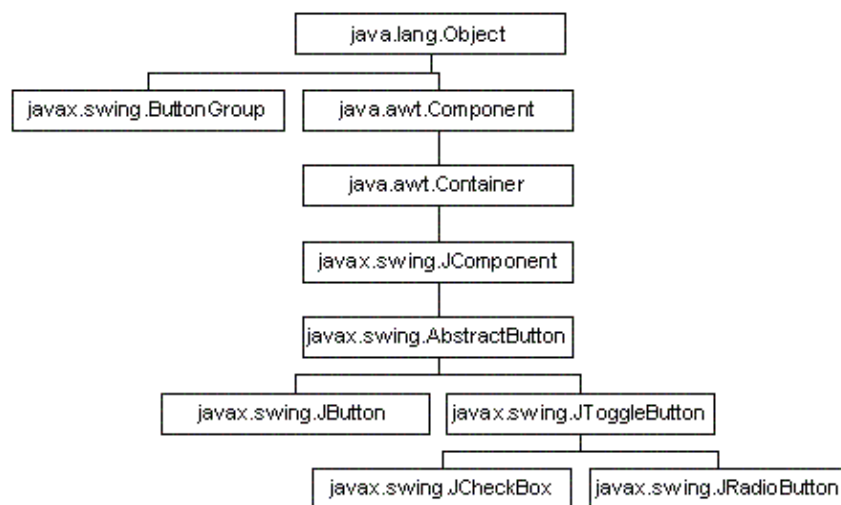 java.lang.Object
javax.swing.ButtonGroup
java.awt.Component
java.awt.Container
javax.swing.JComponent
javax.swing.AbstractButton
javax.swing.JButton
javax.swing.JToggleButton
javax.swing.JCheckBox
javax.swing.JRadioButton